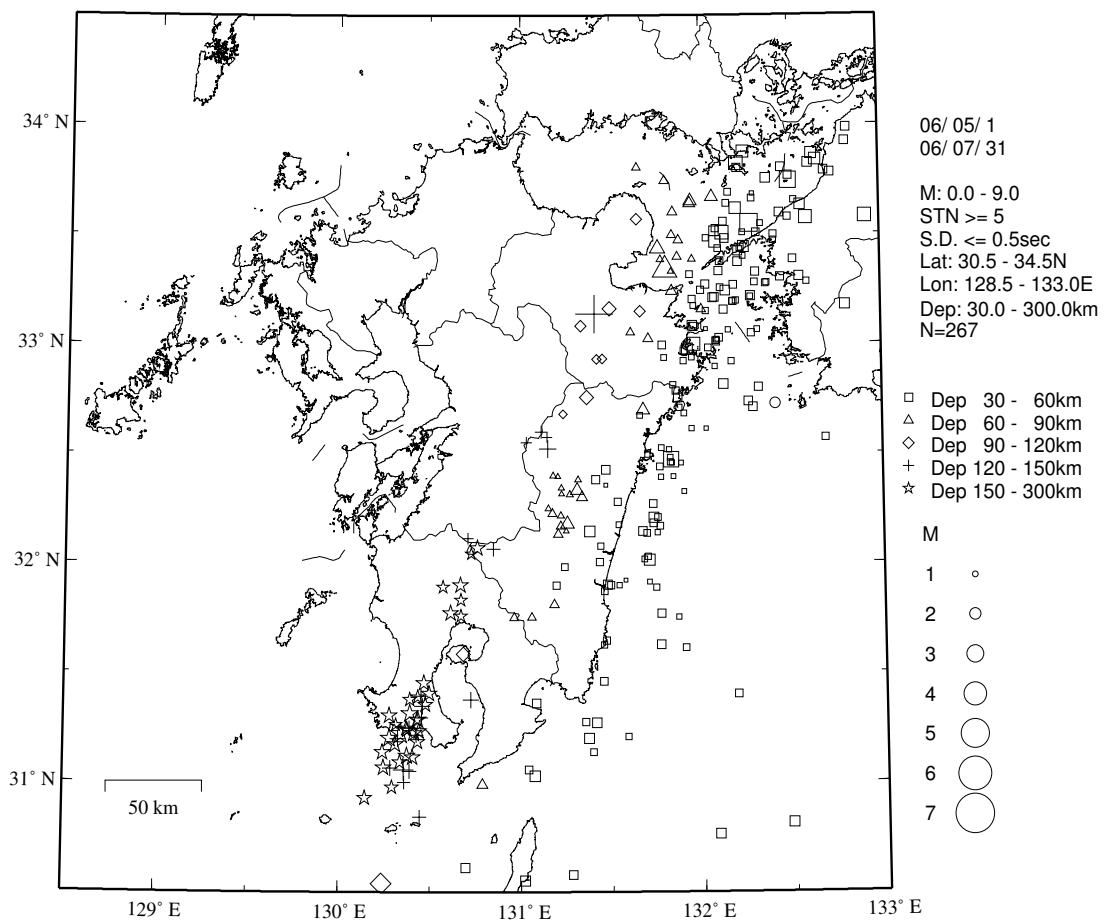 34° N
33° N
32° N
31° N
50 km
129° E
130° E
131° E
132° E
133° E
06/ 05/ 1
06/ 07/ 31
M: 0.0 - 9.0
STN >= 5
S.D. <= 0.5sec
Lat: 30.5 - 34.5N
Lon: 128.5 - 133.0E
Dep: 30.0 - 300.0km
N=267
Dep 30 - 60km
Dep 60 - 90km
Dep 90 - 120km
Dep 120 - 150km
Dep 150 - 300km
M
1
2
3
4
5
6
7